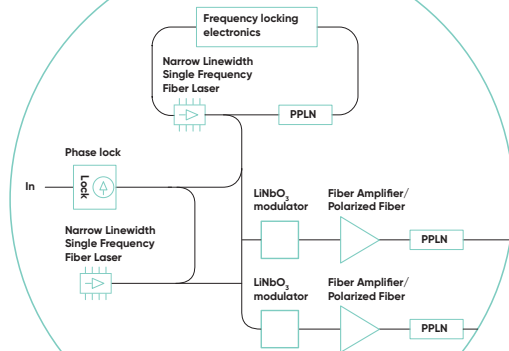 Frequency locking
electronics
Narrow Linewidth
Single Frequency
Fiber Laser
PPLN
Phase lock
In
Lock
Narrow Linewidth
Single Frequency
Fiber Laser
LiNbO₃
modulator
Fiber Amplifier/
Polarized Fiber
PPLN
LiNbO₃
modulator
Fiber Amplifier/
Polarized Fiber
PPLN